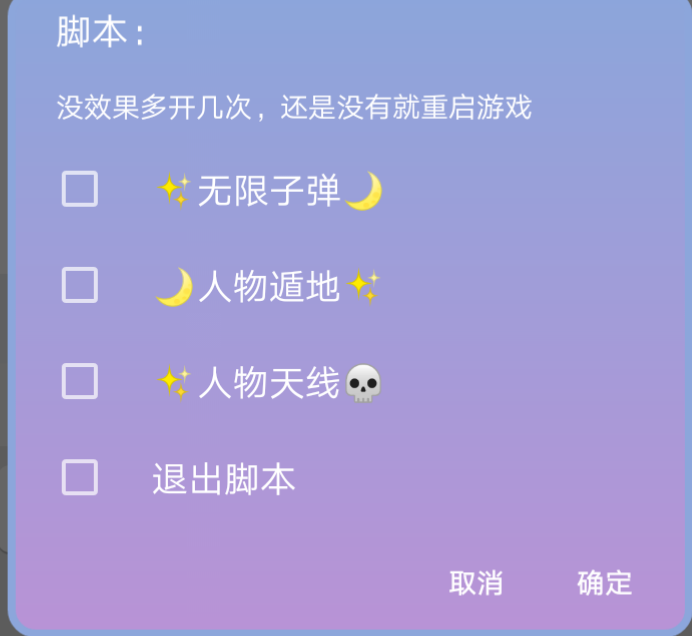 脚本:
没效果多开几次，还是没有就重启游戏
✨无限子弹🌙
🌙人物遁地✨
✨人物天线💀
退出脚本
取消 确定